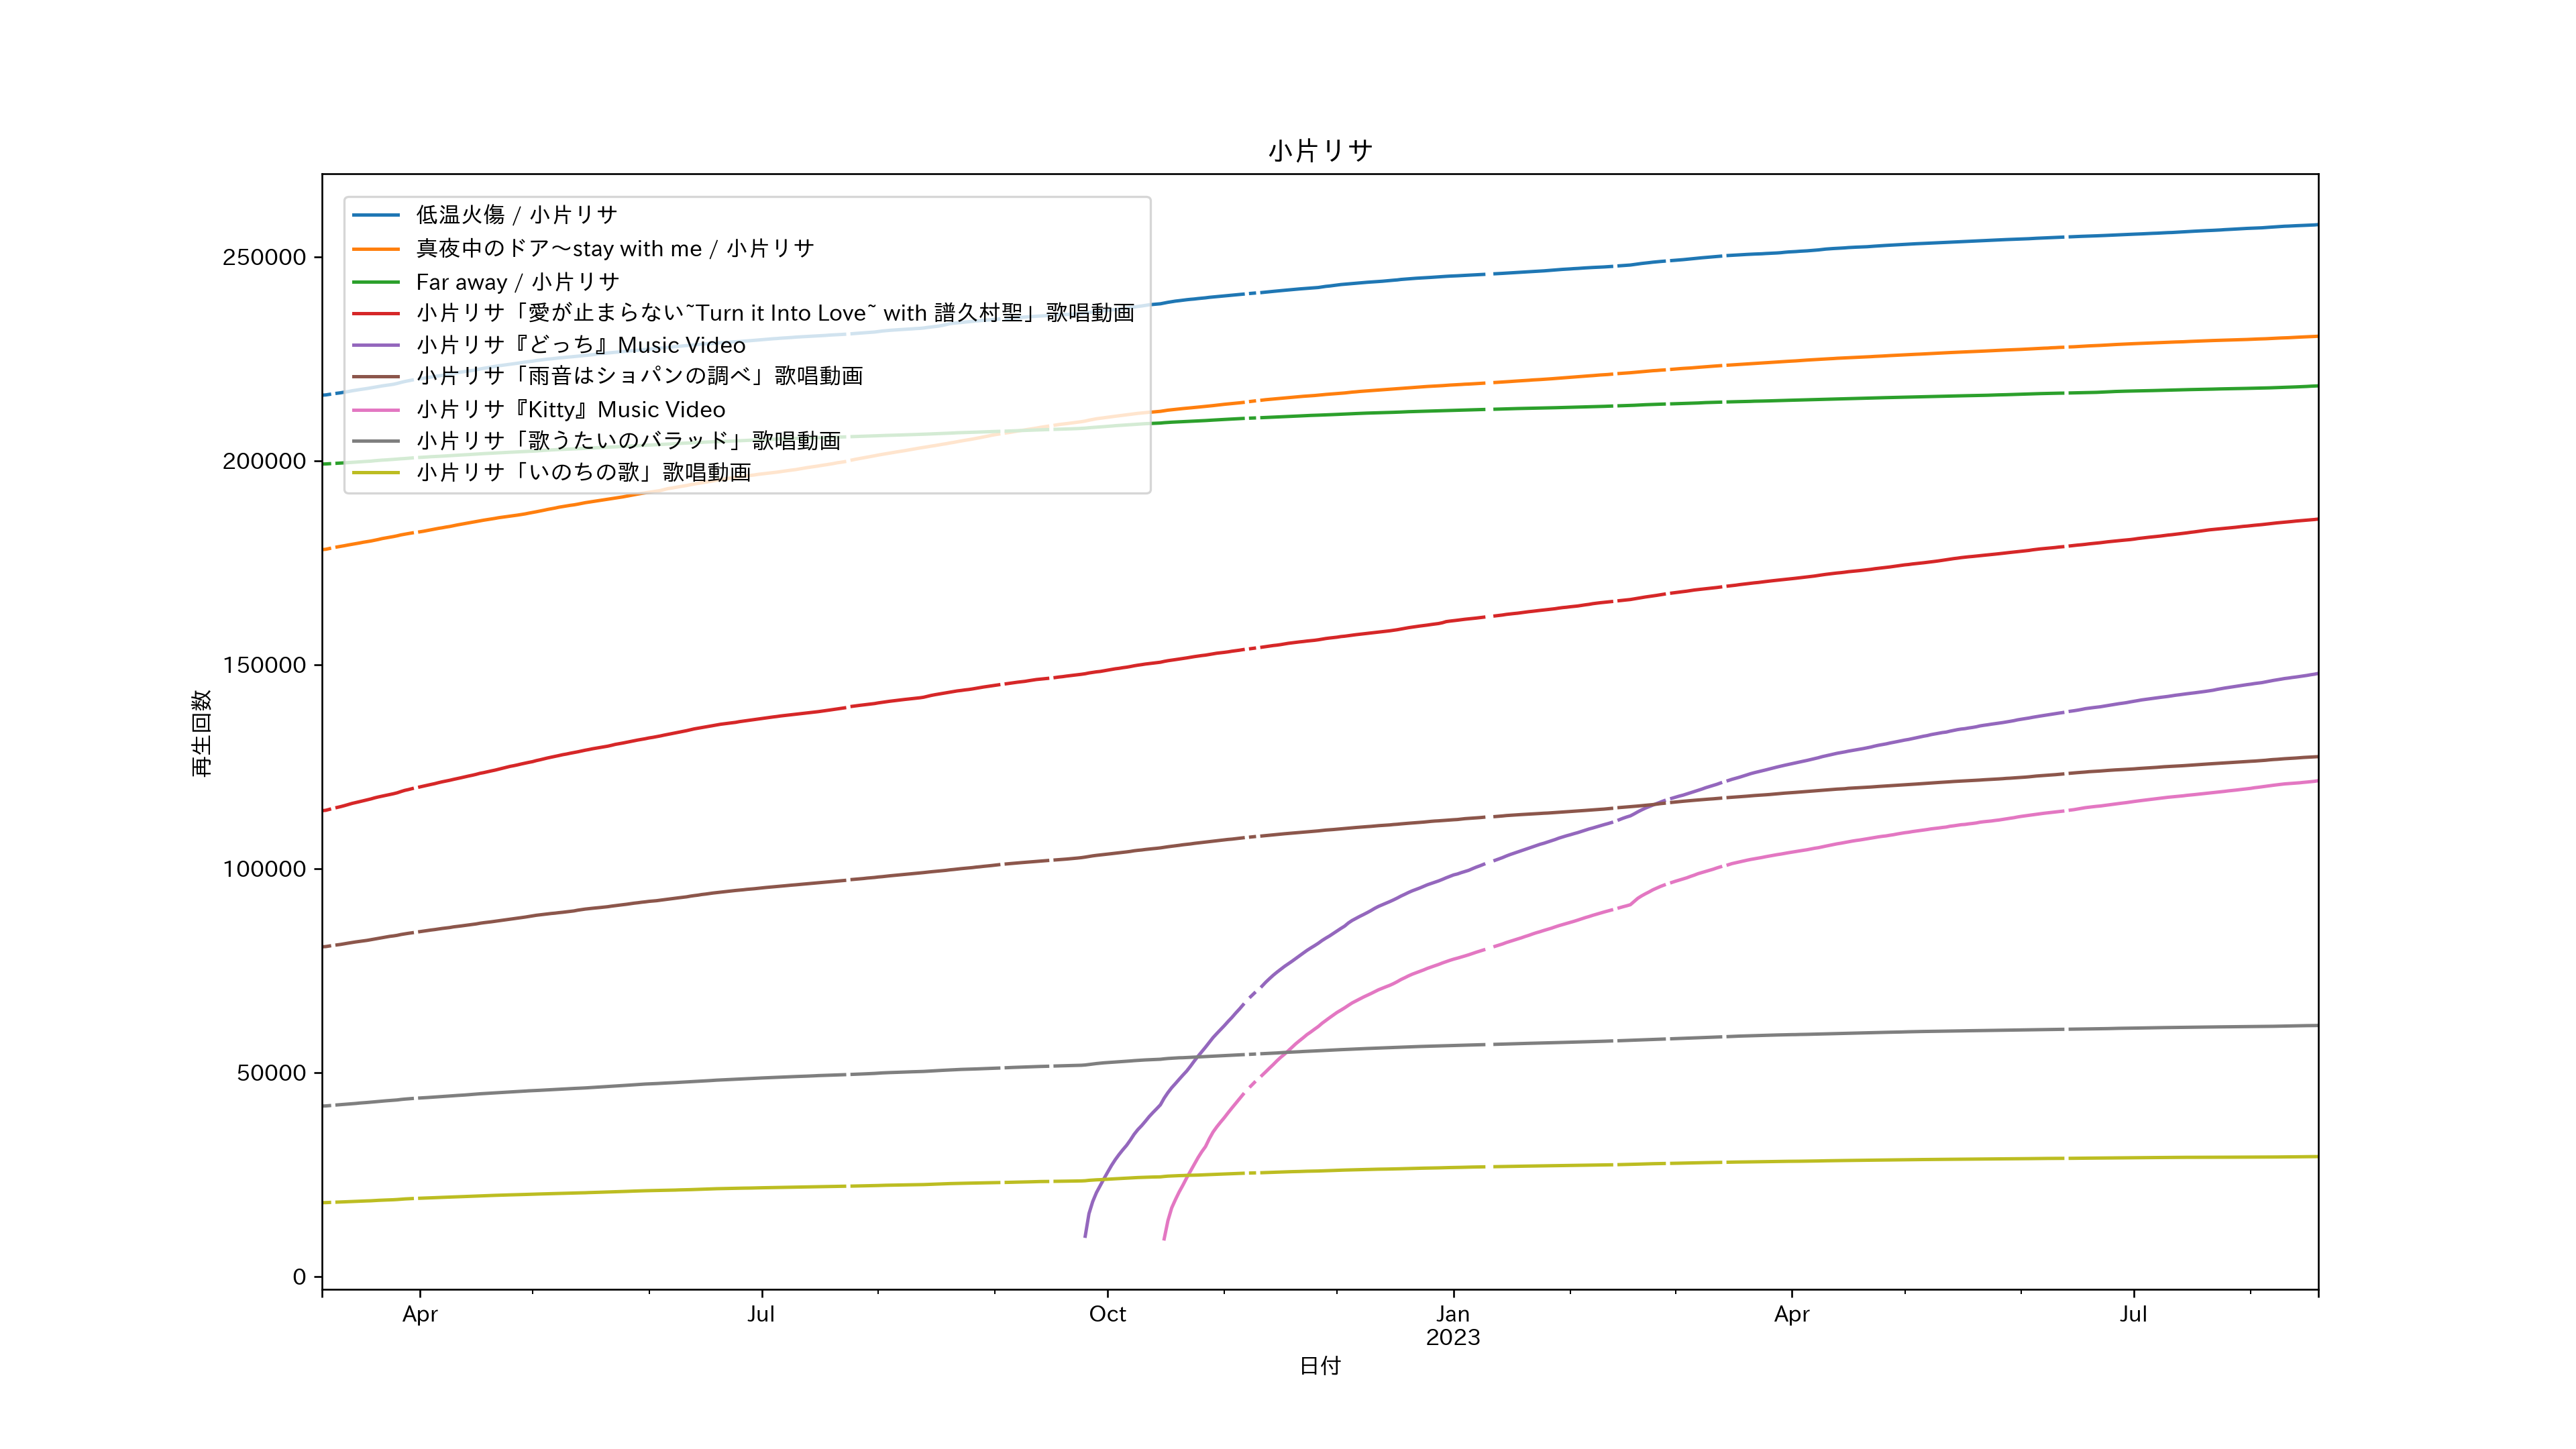 小片リサ
低温火傷 / 小片リサ
真夜中のドア〜stay with me / 小片リサ
Far away / 小片リサ
小片リサ「愛が止まらない~Turn it Into Love~ with 譜久村聖」歌唱動画
小片リサ『どっち』Music Video
小片リサ「雨音はショパンの調べ」歌唱動画
小片リサ『Kitty』Music Video
小片リサ「歌うたいのバラッド」歌唱動画
小片リサ「いのちの歌」歌唱動画
250000
200000
150000
100000
50000
0
再生回数
Apr Jul Oct Jan Apr Jul
2023
日付